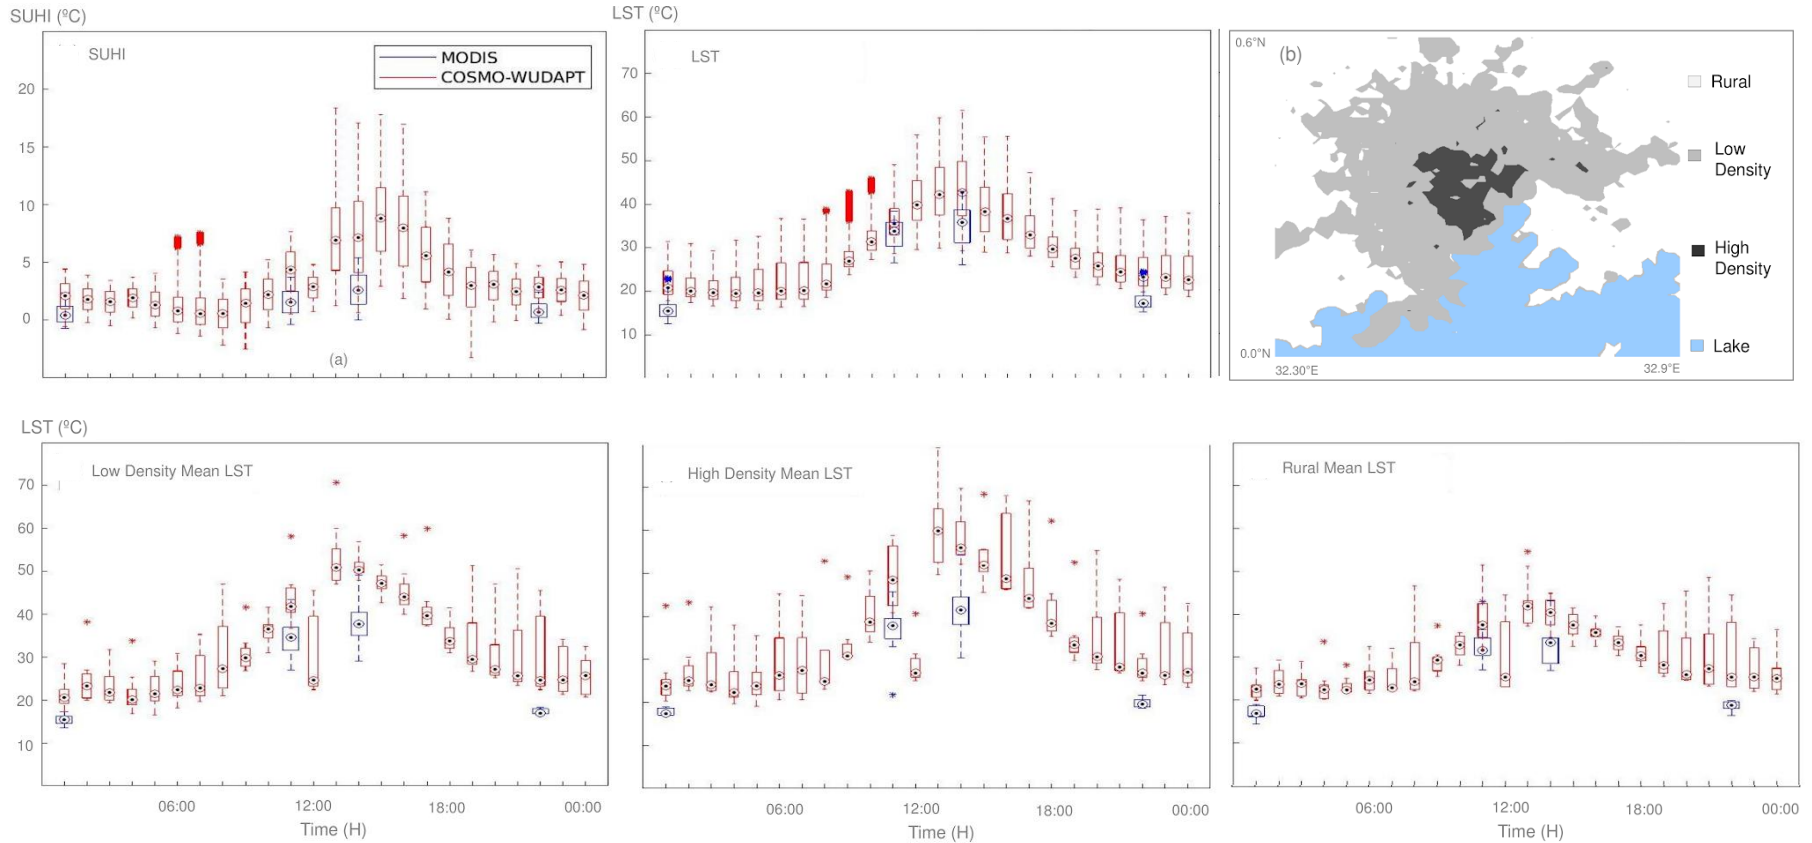 SUHI (ºC)
SUHI
MODIS
COSMO-WUDAPT
20
15
10
5
0
(a)
LST (ºC)
LST
70
60
50
40
30
20
10
0.6°N
(b)
Rural
Low
Density
High
Density
Lake
0.0°N
32.30°E
32.9°E
LST (ºC)
Low Density Mean LST
70
60
50
40
30
20
10
06:00
12:00
18:00
00:00
Time (H)
High Density Mean LST
06:00
12:00
18:00
00:00
Time (H)
Rural Mean LST
06:00
12:00
18:00
00:00
Time (H)